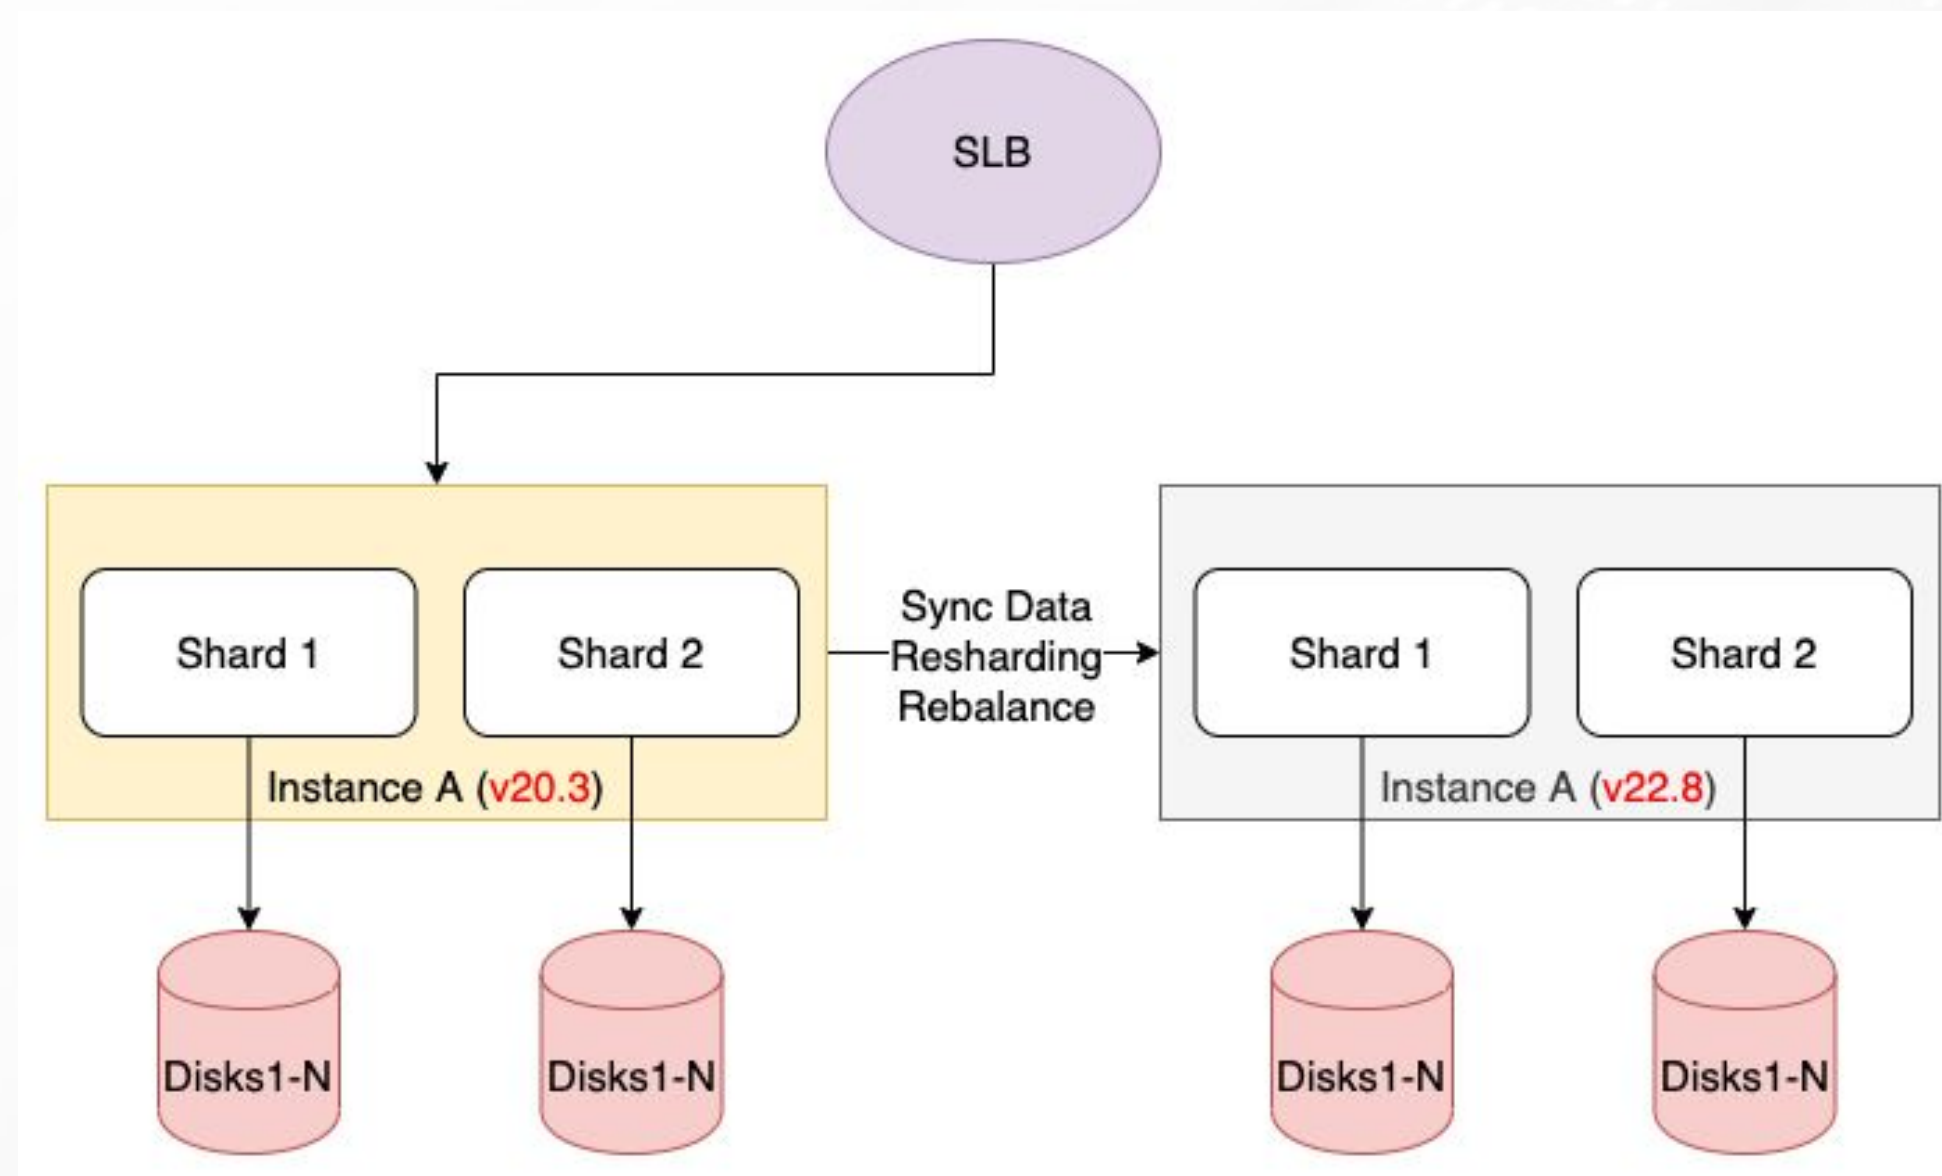 SLB
Shard 1
Shard 2
Instance A (v20.3)
Sync Data
Resharding
Rebalance
Shard 1
Shard 2
Instance A (v22.8)
Disks1-N
Disks1-N
Disks1-N
Disks1-N